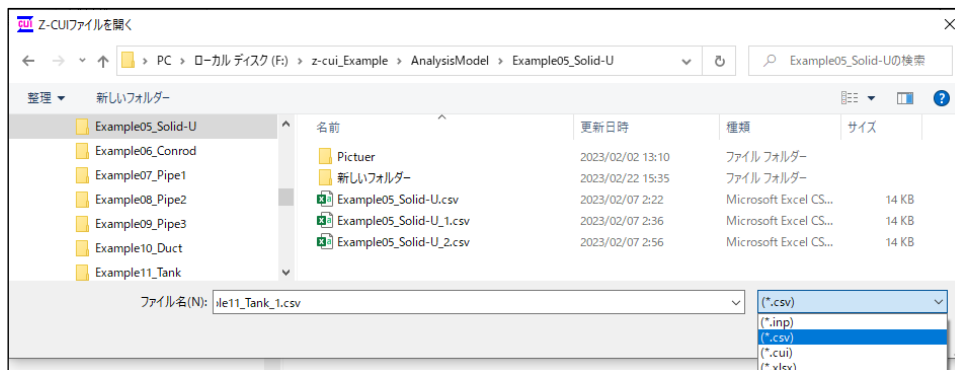 CUI Z-CUIファイルを開く
PC › ローカル ディスク (F:) › z-cui_Example › AnalysisModel › Example05_Solid-U
Example05_Solid-Uの検索
整理 新しいフォルダー
Example05_Solid-U
Example06_Conrod
Example07_Pipe1
Example08_Pipe2
Example09_Pipe3
Example10_Duct
Example11_Tank
名前 更新日時 種類 サイズ
Pictuer 2023/02/02 13:10 ファイル フォルダー
新しいフォルダー 2023/02/22 15:35 ファイル フォルダー
Example05_Solid-U.csv 2023/02/07 2:22 Microsoft Excel CS... 14 KB
Example05_Solid-U_1.csv 2023/02/07 2:36 Microsoft Excel CS... 14 KB
Example05_Solid-U_2.csv 2023/02/07 2:56 Microsoft Excel CS... 14 KB
ファイル名(N): le11_Tank_1.csv (*.csv)
(*.inp)
(*.csv)
(*.cui)
(*.xlsx)